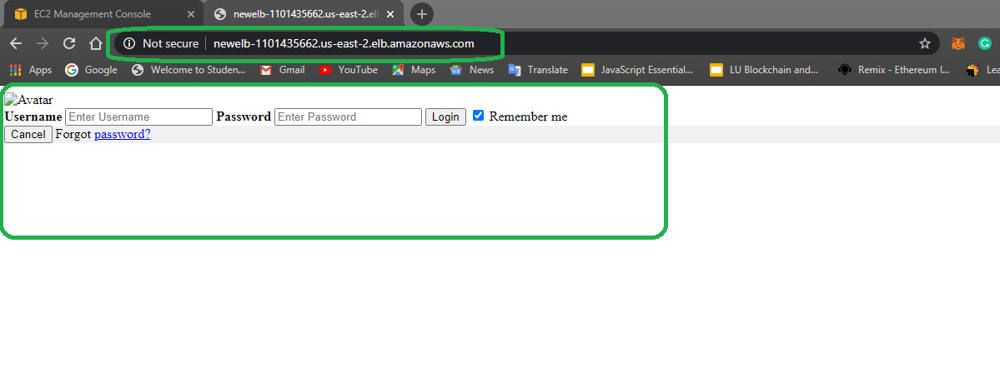 EC2 Management Console
newelb-1101435662.us-east-2.elb
Not secure newelb-1101435662.us-east-2.elb.amazonaws.com
Apps Google Welcome to Studen... Gmail YouTube Maps News Translate JavaScript Essential... LU Blockchain and... Remix - Ethereum I... Lea
Avatar
Username Enter Username Password Enter Password Login Remember me
Cancel Forgot password?